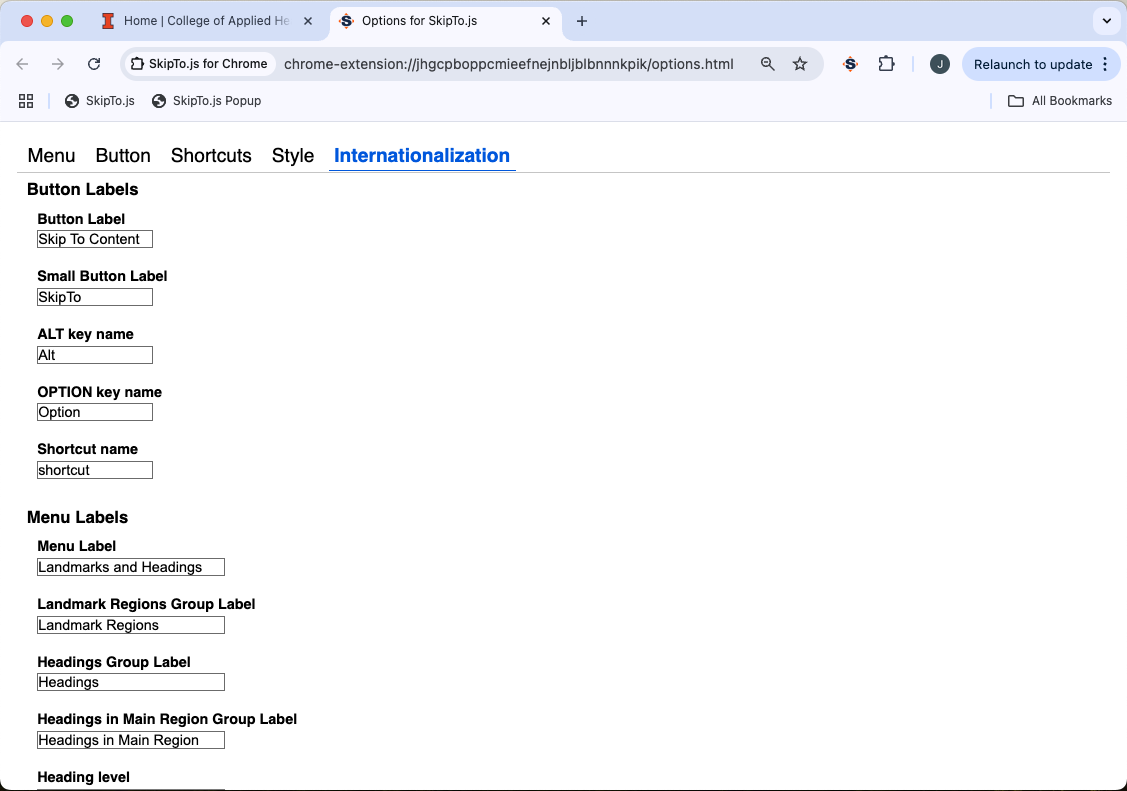 Home | College of Applied He
Options for SkipTo.js
SkipTo.js for Chrome
chrome-extension://jhgcpboppcmieefnejnbljblbnnnkpik/options.html
J
Relaunch to update
SkipTo.js
SkipTo.js Popup
All Bookmarks
Menu Button Shortcuts Style Internationalization
Button Labels
Button Label
Skip To Content
Small Button Label
SkipTo
ALT key name
Alt
OPTION key name
Option
Shortcut name
shortcut
Menu Labels
Menu Label
Landmarks and Headings
Landmark Regions Group Label
Landmark Regions
Headings Group Label
Headings
Headings in Main Region Group Label
Headings in Main Region
Heading level